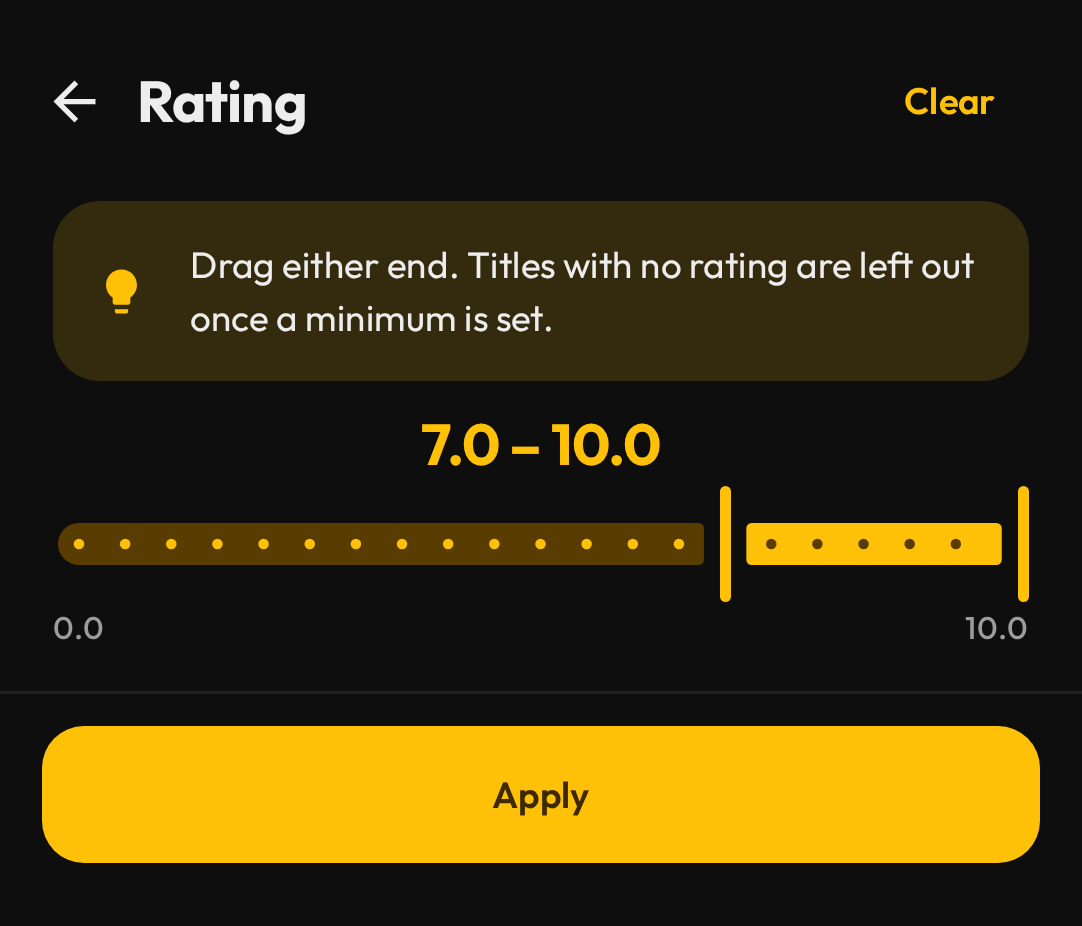 Rating
Clear
Drag either end. Titles with no rating are left out
once a minimum is set.
7.0 – 10.0
0.0
10.0
Apply